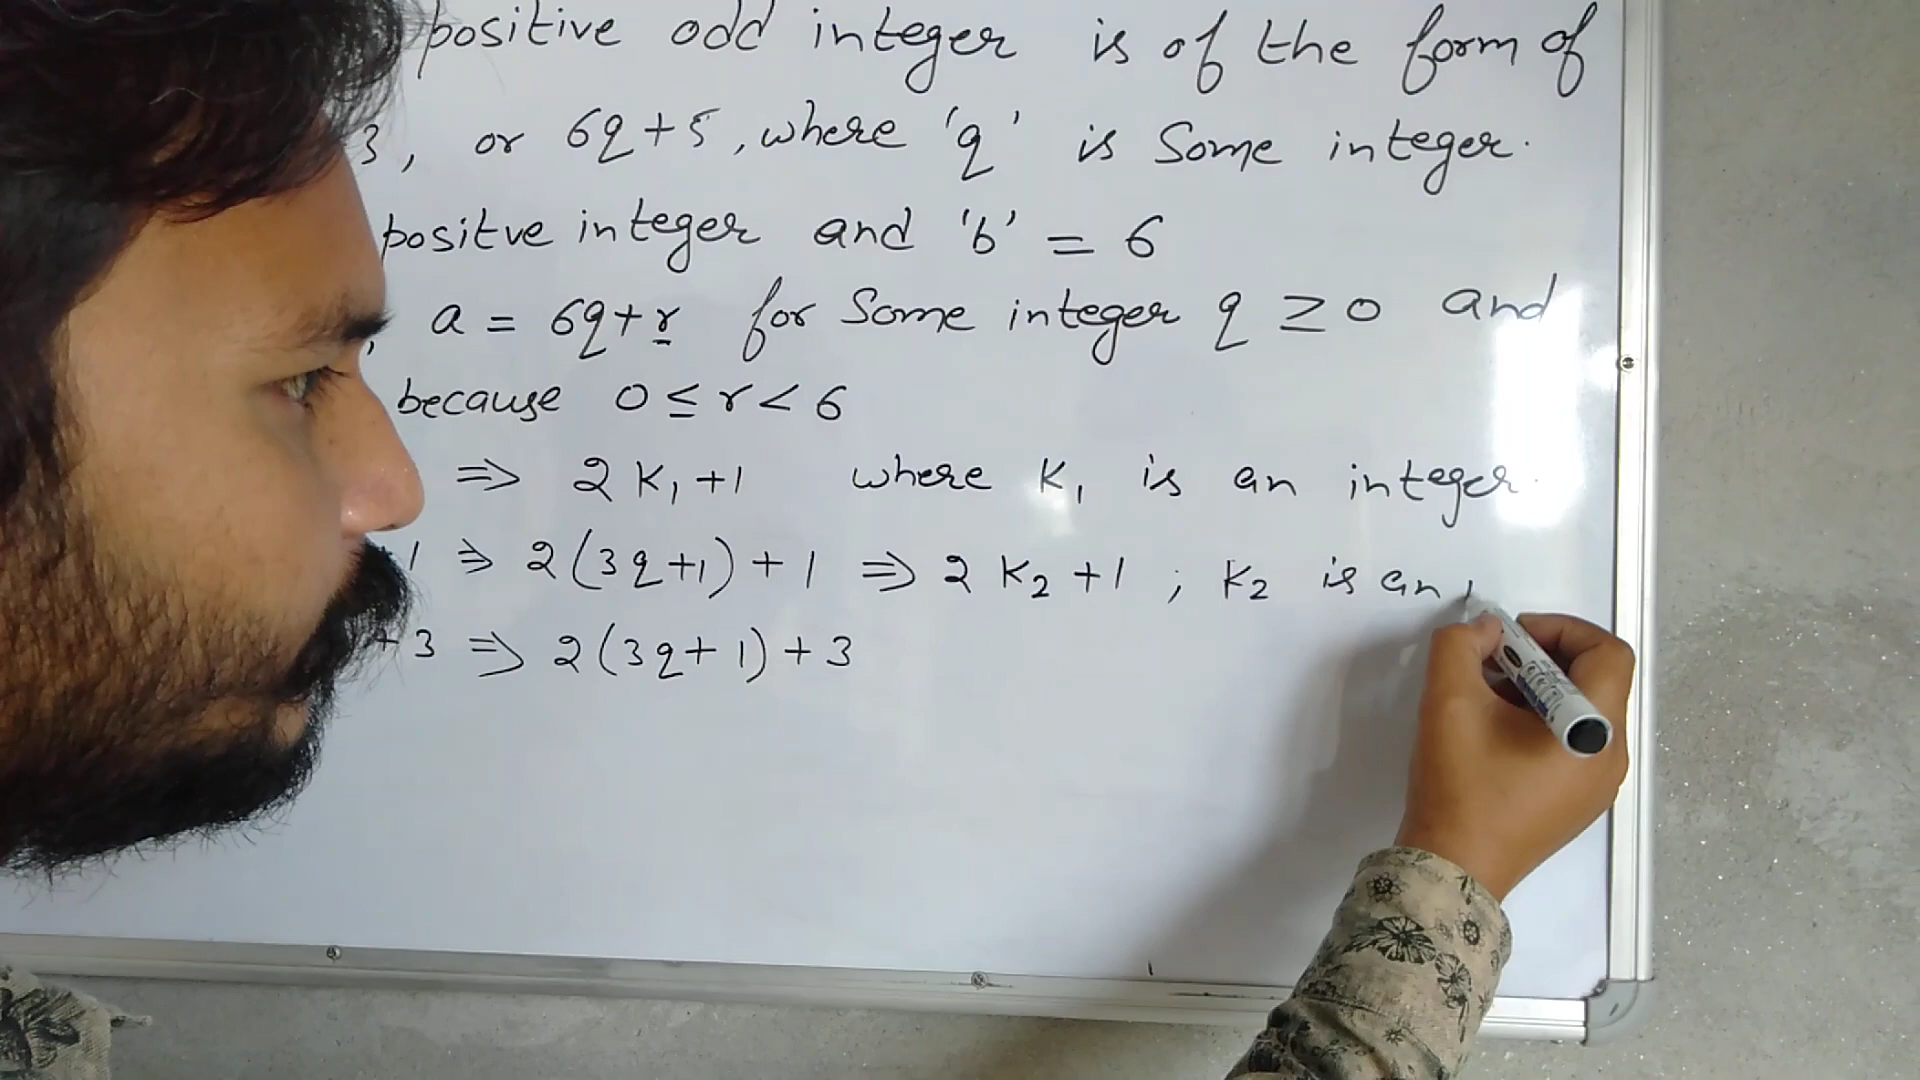 positive odd integer is of the form of
3, or 6q+5, where 'q' is Some integer.
positve integer and 'b' = 6
, a = 6q+r for Some integer q ≥ 0 and
because 0 ≤ r < 6
⇒ 2K₁+1 where K₁ is an integer.
1 ⇒ 2(3q+1)+1 ⇒ 2K₂+1 ; K₂ is an
+3 ⇒ 2(3q+1)+3